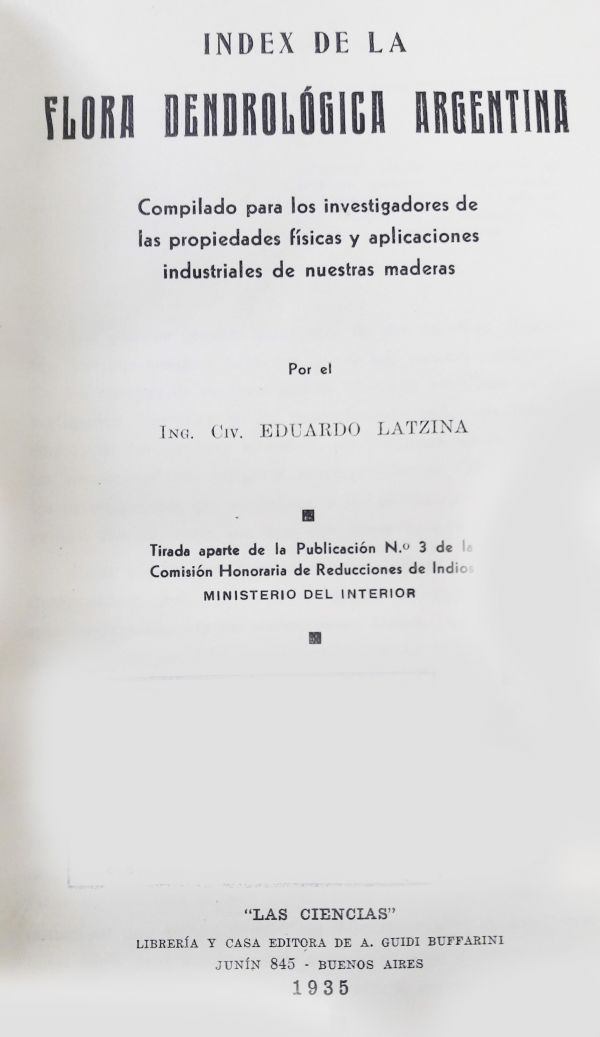 INDEX DE LA
FLORA DENDROLÓGICA ARGENTINA
Compilado para los investigadores de
las propiedades físicas y aplicaciones
industriales de nuestras maderas
Por el
ING. CIV. EDUARDO LATZINA
Tirada aparte de la Publicación N.º 3 de la
Comisión Honoraria de Reducciones de Indios
MINISTERIO DEL INTERIOR
"LAS CIENCIAS"
LIBRERÍA Y CASA EDITORA DE A. GUIDI BUFFARINI
JUNÍN 845 - BUENOS AIRES
1935